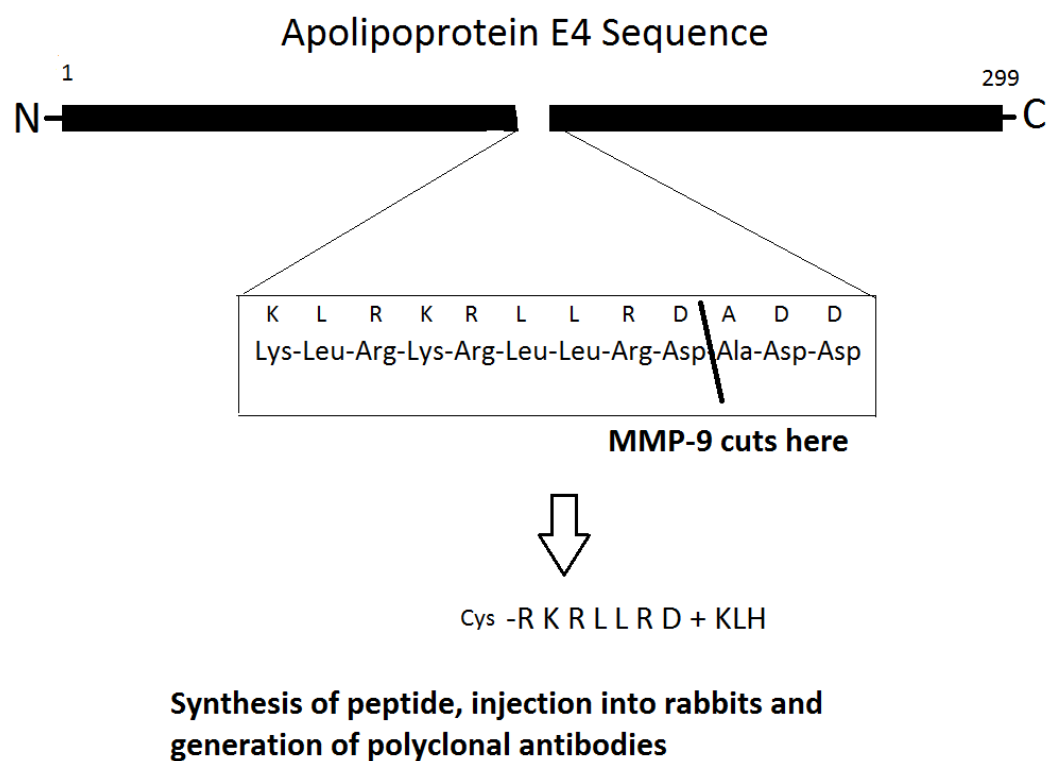 Apolipoprotein E4 Sequence
1
299
N
C
K L R K R L L R D A D D
Lys-Leu-Arg-Lys-Arg-Leu-Leu-Arg-Asp Ala-Asp-Asp
MMP-9 cuts here
Cys -R K R L L R D + KLH
Synthesis of peptide, injection into rabbits and
generation of polyclonal antibodies